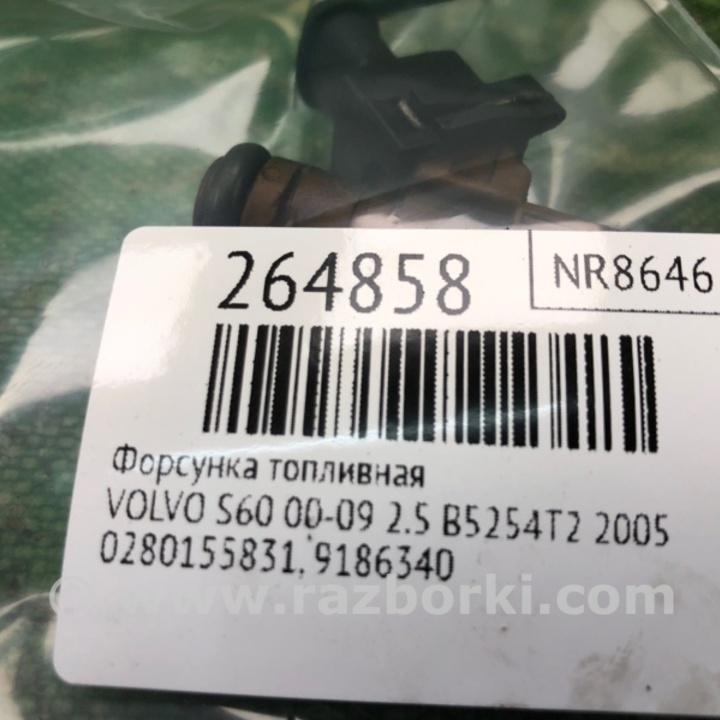 264858
NR8646
Форсунка топливная
VOLVO S60 00-09 2.5 B5254T2 2005
0280155831, 9186340
© www.razborki.com